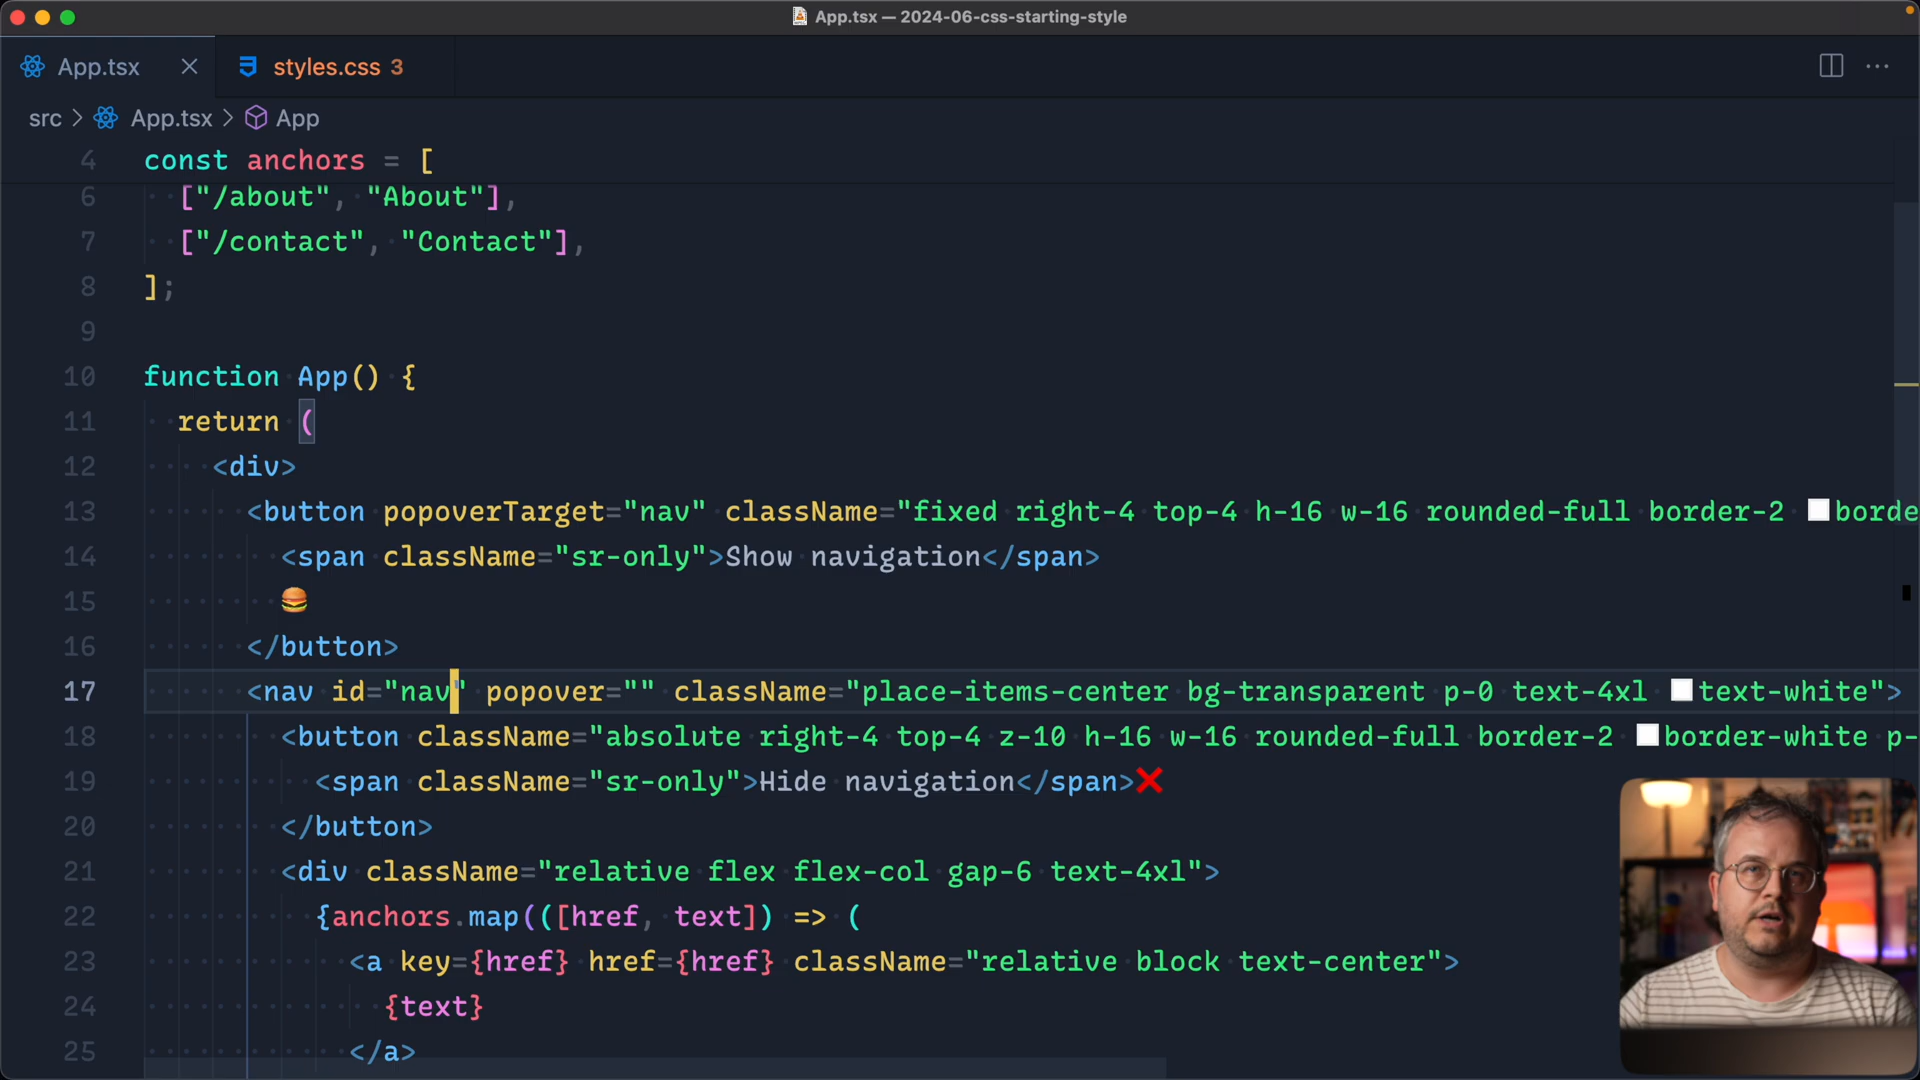 App.tsx — 2024-06-css-starting-style
App.tsx
styles.css 3
src > App.tsx > App
4 const anchors = [
6 ["/about", "About"],
7 ["/contact", "Contact"],
8 ];
9
10 function App() {
11 return (
12 <div>
13 <button popoverTarget="nav" className="fixed right-4 top-4 h-16 w-16 rounded-full border-2 borde
14 <span className="sr-only">Show navigation</span>
15 🍔
16 </button>
17 <nav id="nav" popover="" className="place-items-center bg-transparent p-0 text-4xl text-white">
18 <button className="absolute right-4 top-4 z-10 h-16 w-16 rounded-full border-2 border-white p-
19 <span className="sr-only">Hide navigation</span>❌
20 </button>
21 <div className="relative flex flex-col gap-6 text-4xl">
22 {anchors.map(([href, text]) => (
23 <a key={href} href={href} className="relative block text-center">
24 {text}
25 </a>